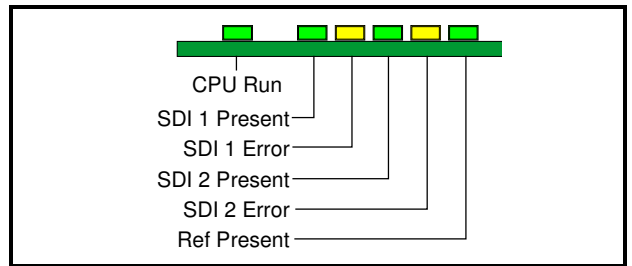 CPU Run
SDI 1 Present
SDI 1 Error
SDI 2 Present
SDI 2 Error
Ref Present